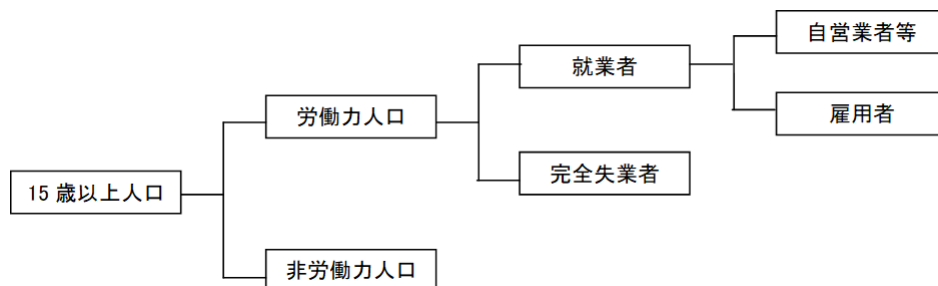 自営業者等
就業者
労働力人口
雇用者
完全失業者
15 歳以上人口
非労働力人口